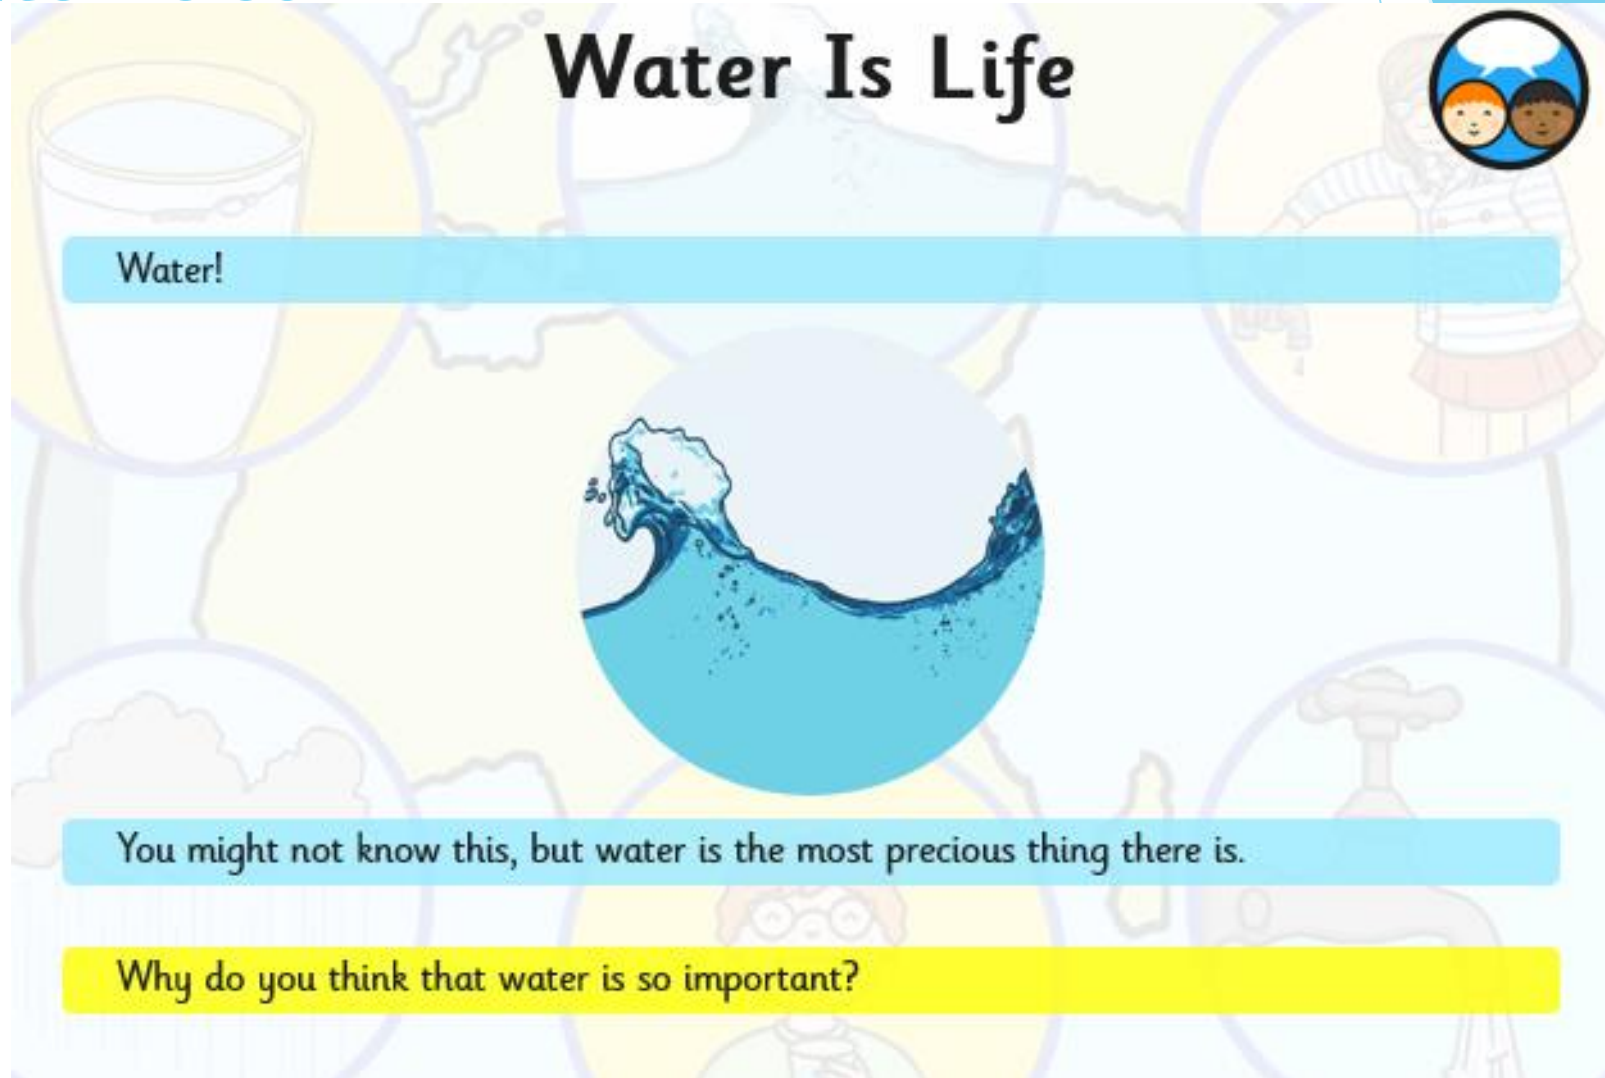 Water Is Life
Water!
You might not know this, but water is the most precious thing there is.
Why do you think that water is so important?